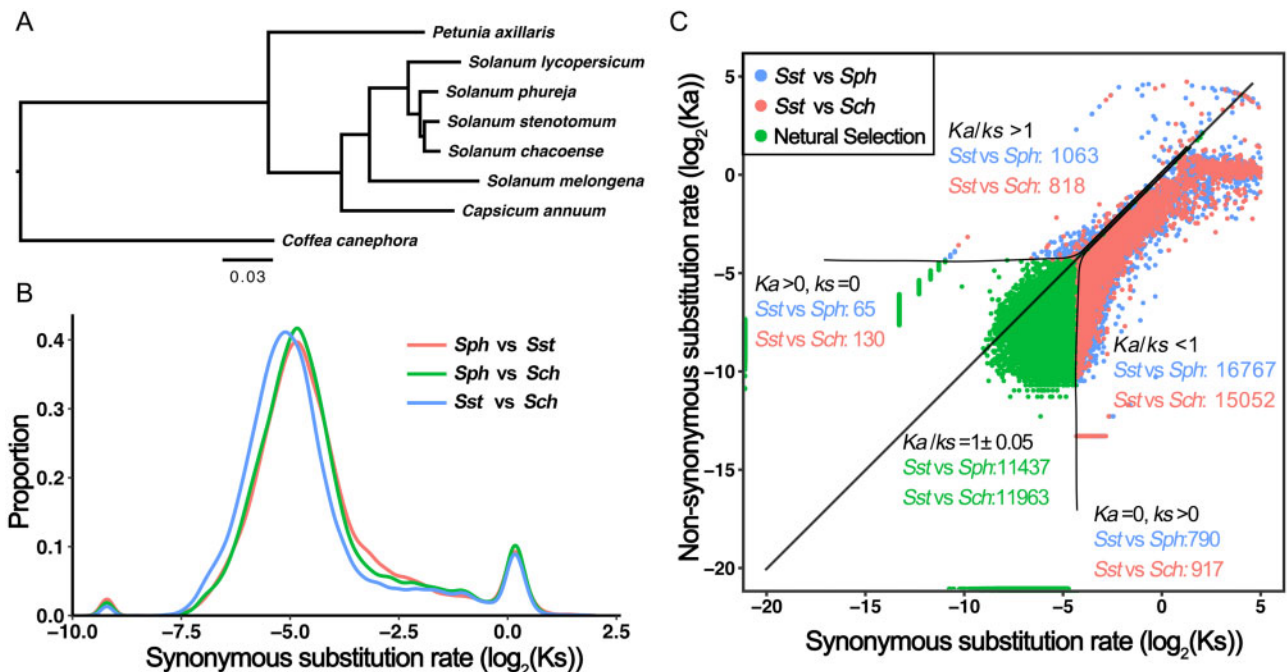 A
Petunia axillaris
Solanum lycopersicum
Solanum phureja
Solanum stenotomum
Solanum chacoense
Solanum melongena
Capsicum annuum
Coffea canephora
0.03
B
Proportion
0.4
0.3
0.2
0.1
0.0
Sph vs Sst
Sph vs Sch
Sst vs Sch
−10.0 −7.5 −5.0 −2.5 0.0 2.5
Synonymous substitution rate (log2(Ks))
C
Non-synonymous substitution rate (log2(Ka))
5
0
−5
−10
−15
−20
Sst vs Sph
Sst vs Sch
Netural Selection
Ka/ks >1
Sst vs Sph: 1063
Sst vs Sch: 818
Ka>0, ks=0
Sst vs Sph: 65
Sst vs Sch: 130
Ka/ks <1
Sst vs Sph: 16767
Sst vs Sch: 15052
Ka/ks=1± 0.05
Sst vs Sph:11437
Sst vs Sch:11963
Ka=0, ks>0
Sst vs Sph:790
Sst vs Sch: 917
−20 −15 −10 −5 0 5
Synonymous substitution rate (log2(Ks))